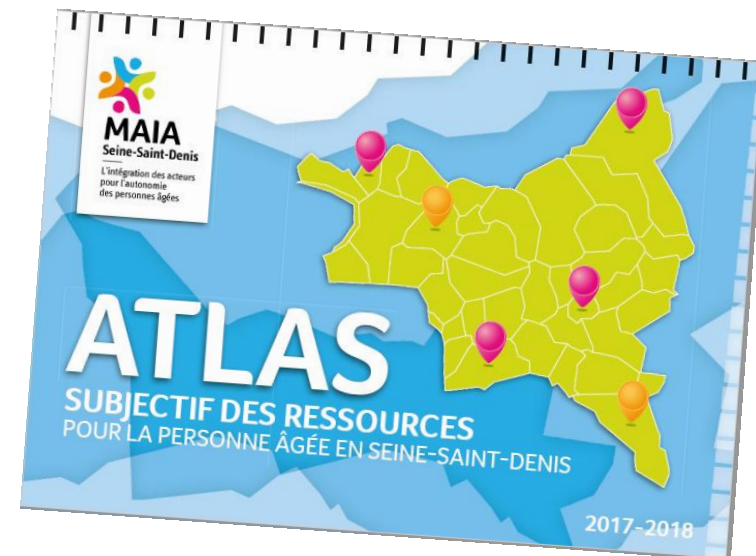 MAIA
Seine-Saint-Denis
L'intégration des acteurs
pour l'autonomie
des personnes âgées
ATLAS
SUBJECTIF DES RESSOURCES
POUR LA PERSONNE ÂGÉE EN SEINE-SAINT-DENIS
2017-2018